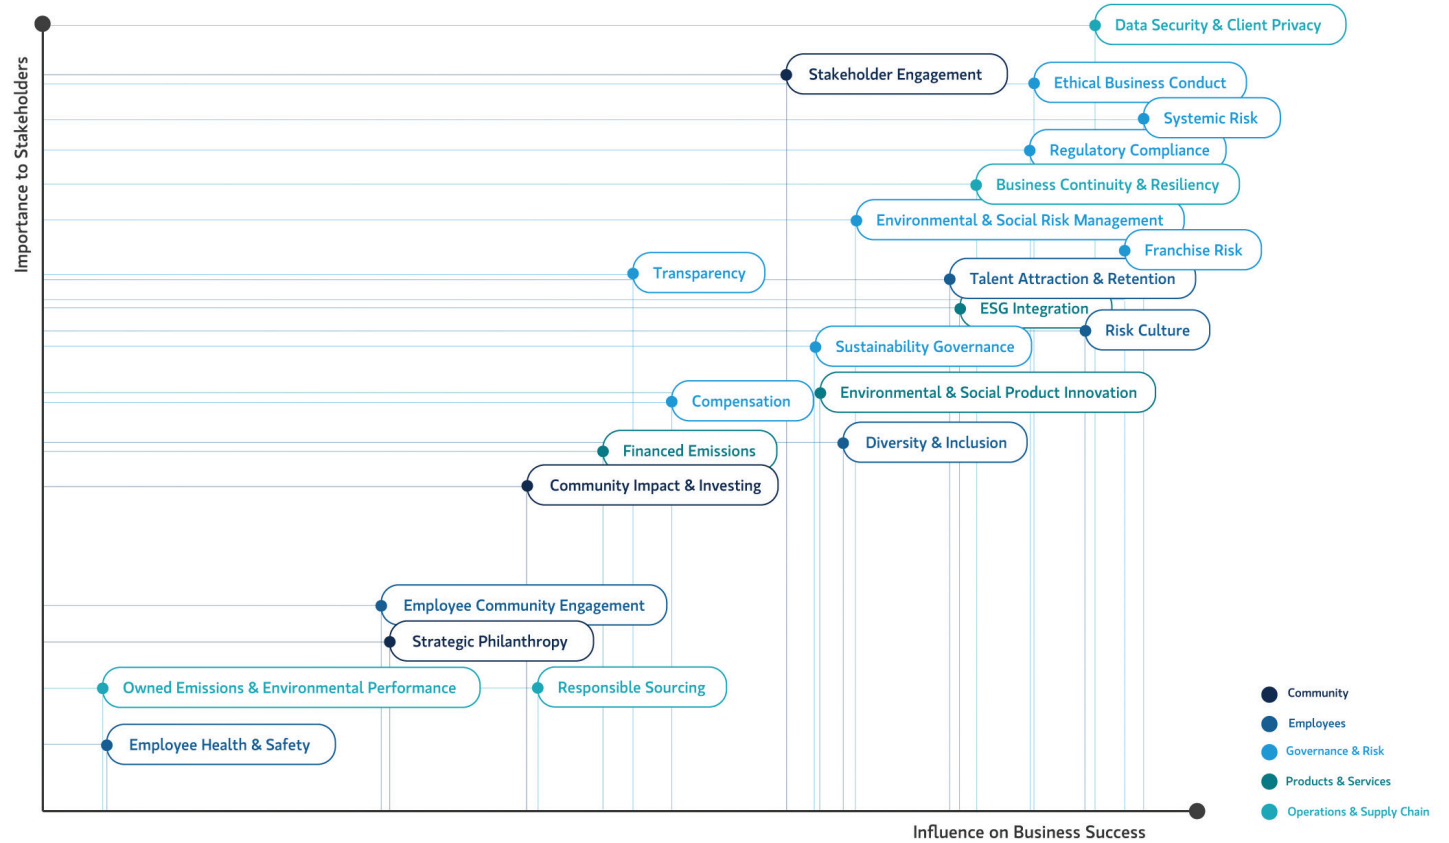 Data Security & Client Privacy
Stakeholder Engagement
Ethical Business Conduct
Systemic Risk
Regulatory Compliance
Business Continuity & Resiliency
Environmental & Social Risk Management
Franchise Risk
Transparency
Talent Attraction & Retention
ESG Integration
Risk Culture
Sustainability Governance
Environmental & Social Product Innovation
Compensation
Diversity & Inclusion
Financed Emissions
Community Impact & Investing
Employee Community Engagement
Strategic Philanthropy
Owned Emissions & Environmental Performance
Responsible Sourcing
Employee Health & Safety
Importance to Stakeholders
Influence on Business Success
Community
Employees
Governance & Risk
Products & Services
Operations & Supply Chain